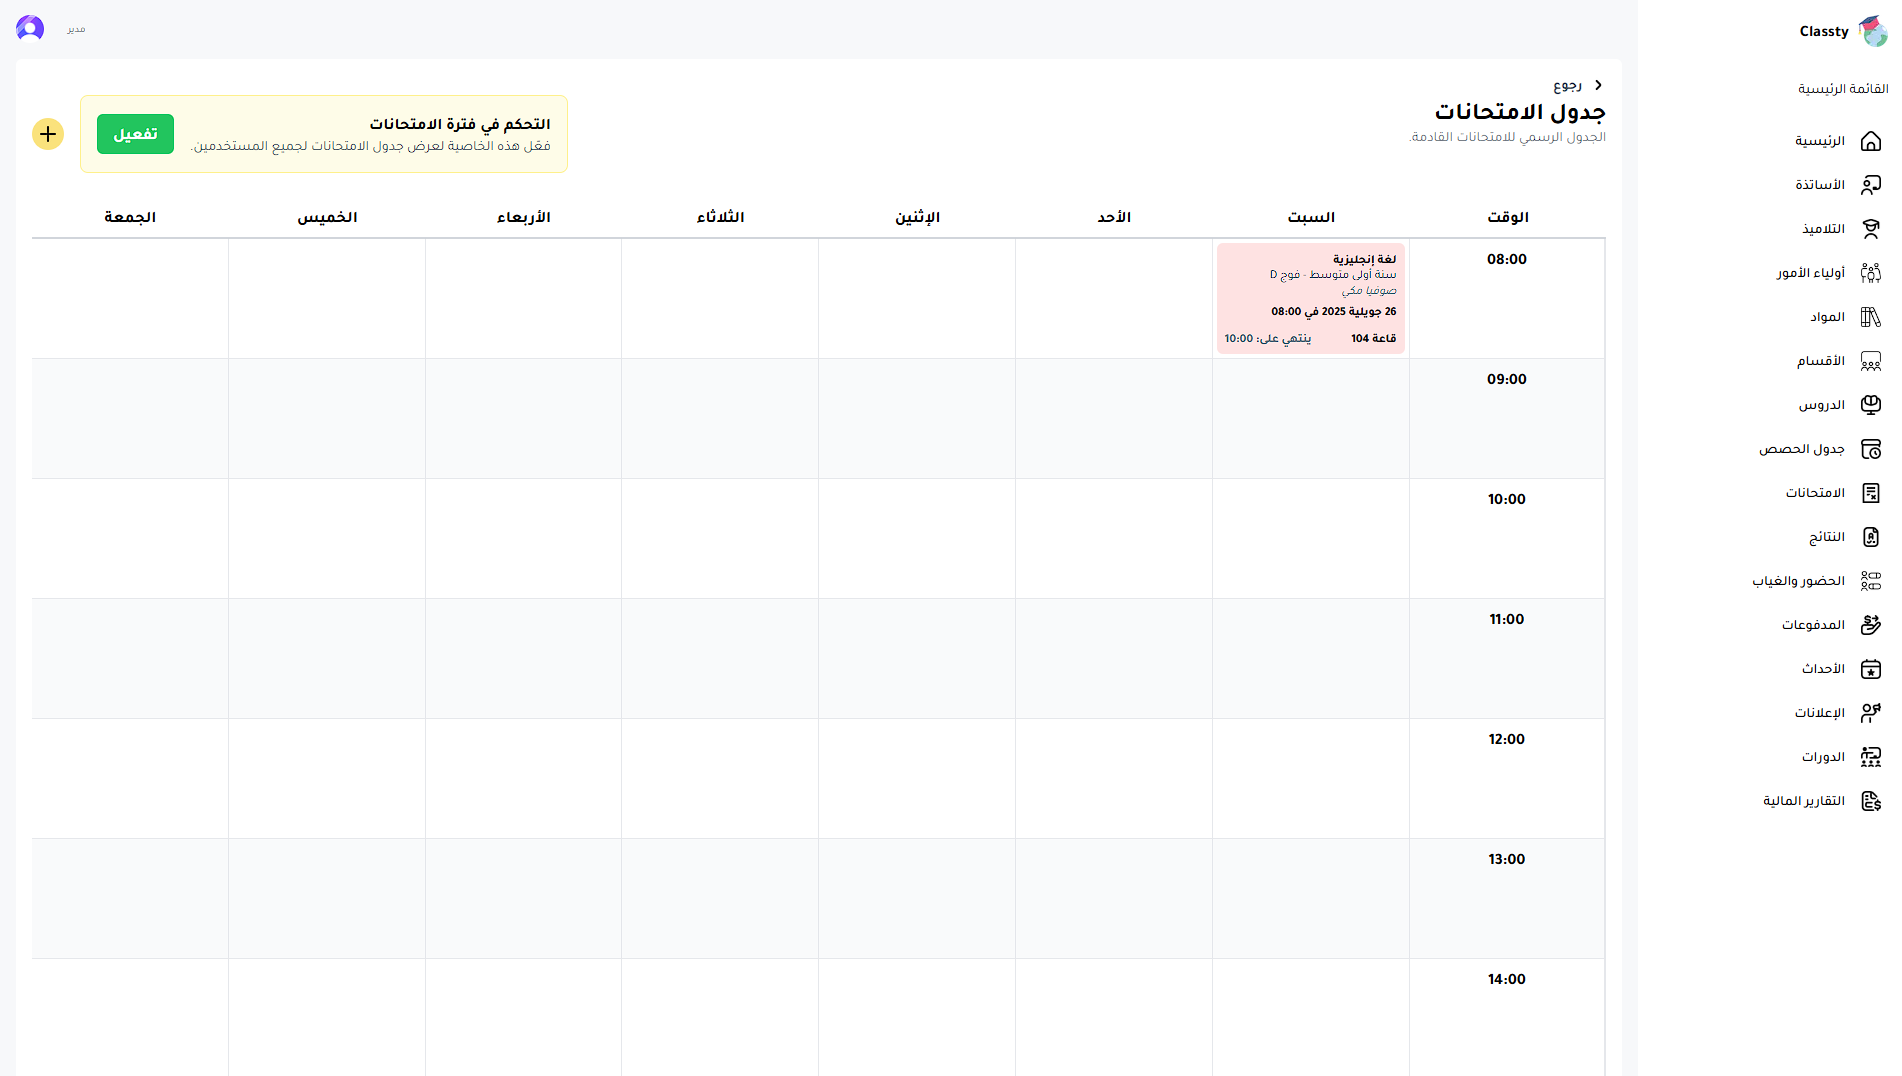 Classty
القائمة الرئيسية
الرئيسية
الأساتذة
التلاميذ
أولياء الأمور
المواد
الأقسام
الدروس
جدول الحصص
الامتحانات
النتائج
الحضور والغياب
المدفوعات
الأحداث
الإعلانات
الدورات
التقارير المالية
مدير
رجوع
جدول الامتحانات
الجدول الرسمي للامتحانات القادمة.
التحكم في فترة الامتحانات
فعّل هذه الخاصية لعرض جدول الامتحانات لجميع المستخدمين.
تفعيل
الوقت السبت الأحد الإثنين الثلاثاء الأربعاء الخميس الجمعة
08:00
لغة إنجليزية
سنة أولى متوسط - فوج D
صوفيا مكي
26 جويلية 2025 في 08:00
قاعة 104 ينتهي على: 10:00
09:00
10:00
11:00
12:00
13:00
14:00